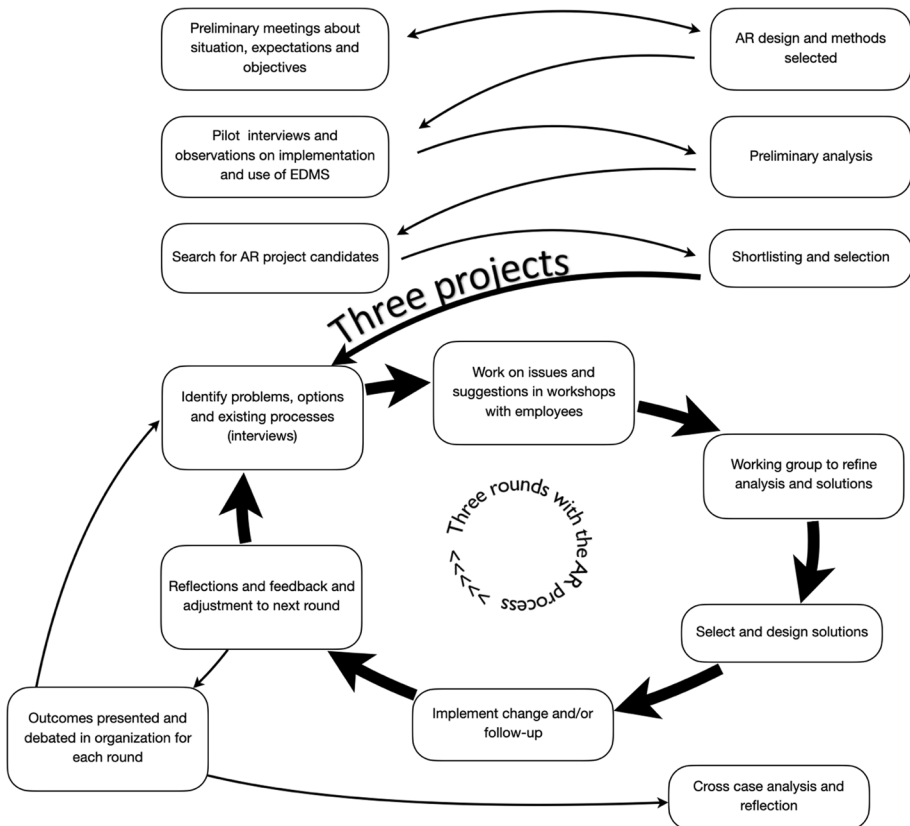 Preliminary meetings about
situation, expectations and
objectives
AR design and methods
selected
Pilot interviews and
observations on implementation
and use of EDMS
Preliminary analysis
Search for AR project candidates
Shortlisting and selection
Three projects
Identify problems, options
and existing processes
(interviews)
Work on issues and
suggestions in workshops
with employees
Working group to refine
analysis and solutions
Three rounds with the AR process >>>>>
Reflections and feedback and
adjustment to next round
Select and design solutions
Implement change and/or
follow-up
Outcomes presented and
debated in organization for
each round
Cross case analysis and
reflection